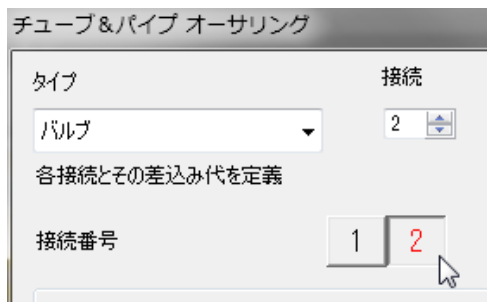 チューブ&パイプ オーサリング
タイプ 接続
バルブ 2
各接続とその差込み代を定義
接続番号 1 2